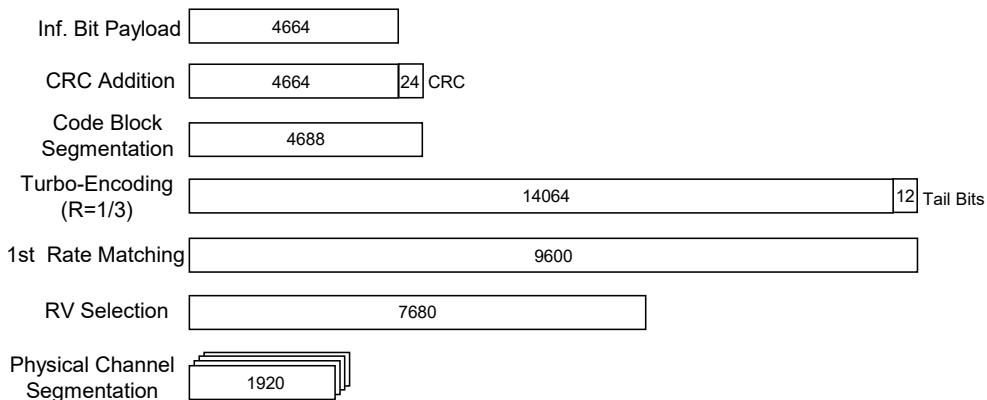 Inf. Bit Payload
4664
CRC Addition
4664
24
CRC
Code Block
Segmentation
4688
Turbo-Encoding
(R=1/3)
14064
12
Tail Bits
1st Rate Matching
9600
RV Selection
7680
Physical Channel
Segmentation
1920